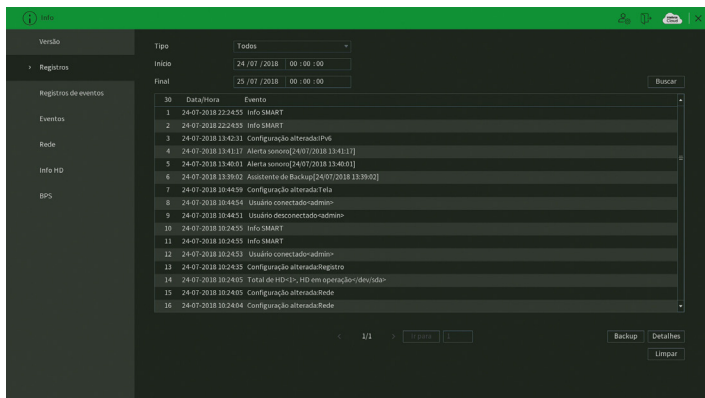 Info
Versão
Registros
Registros de eventos
Eventos
Rede
Info HD
BPS
Tipo Todos
Início 24 /07 /2018 00 : 00 : 00
Final 25 /07 /2018 00 : 00 : 00
Buscar
30 Data/Hora Evento
1 24-07-2018 22:24:55 Info SMART
2 24-07-2018 22:24:55 Info SMART
3 24-07-2018 13:42:31 Configuração alterada:IPv6
4 24-07-2018 13:41:17 Alerta sonoro[24/07/2018 13:41:17]
5 24-07-2018 13:40:01 Alerta sonoro[24/07/2018 13:40:01]
6 24-07-2018 13:39:02 Assistente de Backup[24/07/2018 13:39:02]
7 24-07-2018 10:44:59 Configuração alterada:Tela
8 24-07-2018 10:44:54 Usuário conectado<admin>
9 24-07-2018 10:44:51 Usuário desconectado<admin>
10 24-07-2018 10:24:55 Info SMART
11 24-07-2018 10:24:55 Info SMART
12 24-07-2018 10:24:53 Usuário conectado<admin>
13 24-07-2018 10:24:35 Configuração alterada:Registro
14 24-07-2018 10:24:05 Total de HD<1>, HD em operação</dev/sda>
15 24-07-2018 10:24:05 Configuração alterada:Rede
16 24-07-2018 10:24:04 Configuração alterada:Rede
1/1 Ir para 1
Backup Detalhes
Limpar